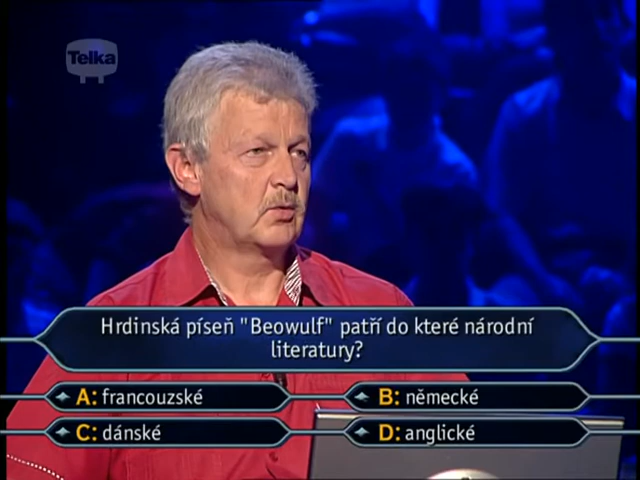 Telka
Hrdinská píseň "Beowulf" patří do které národní
literatury?
A: francouzské
B: německé
C: dánské
D: anglické